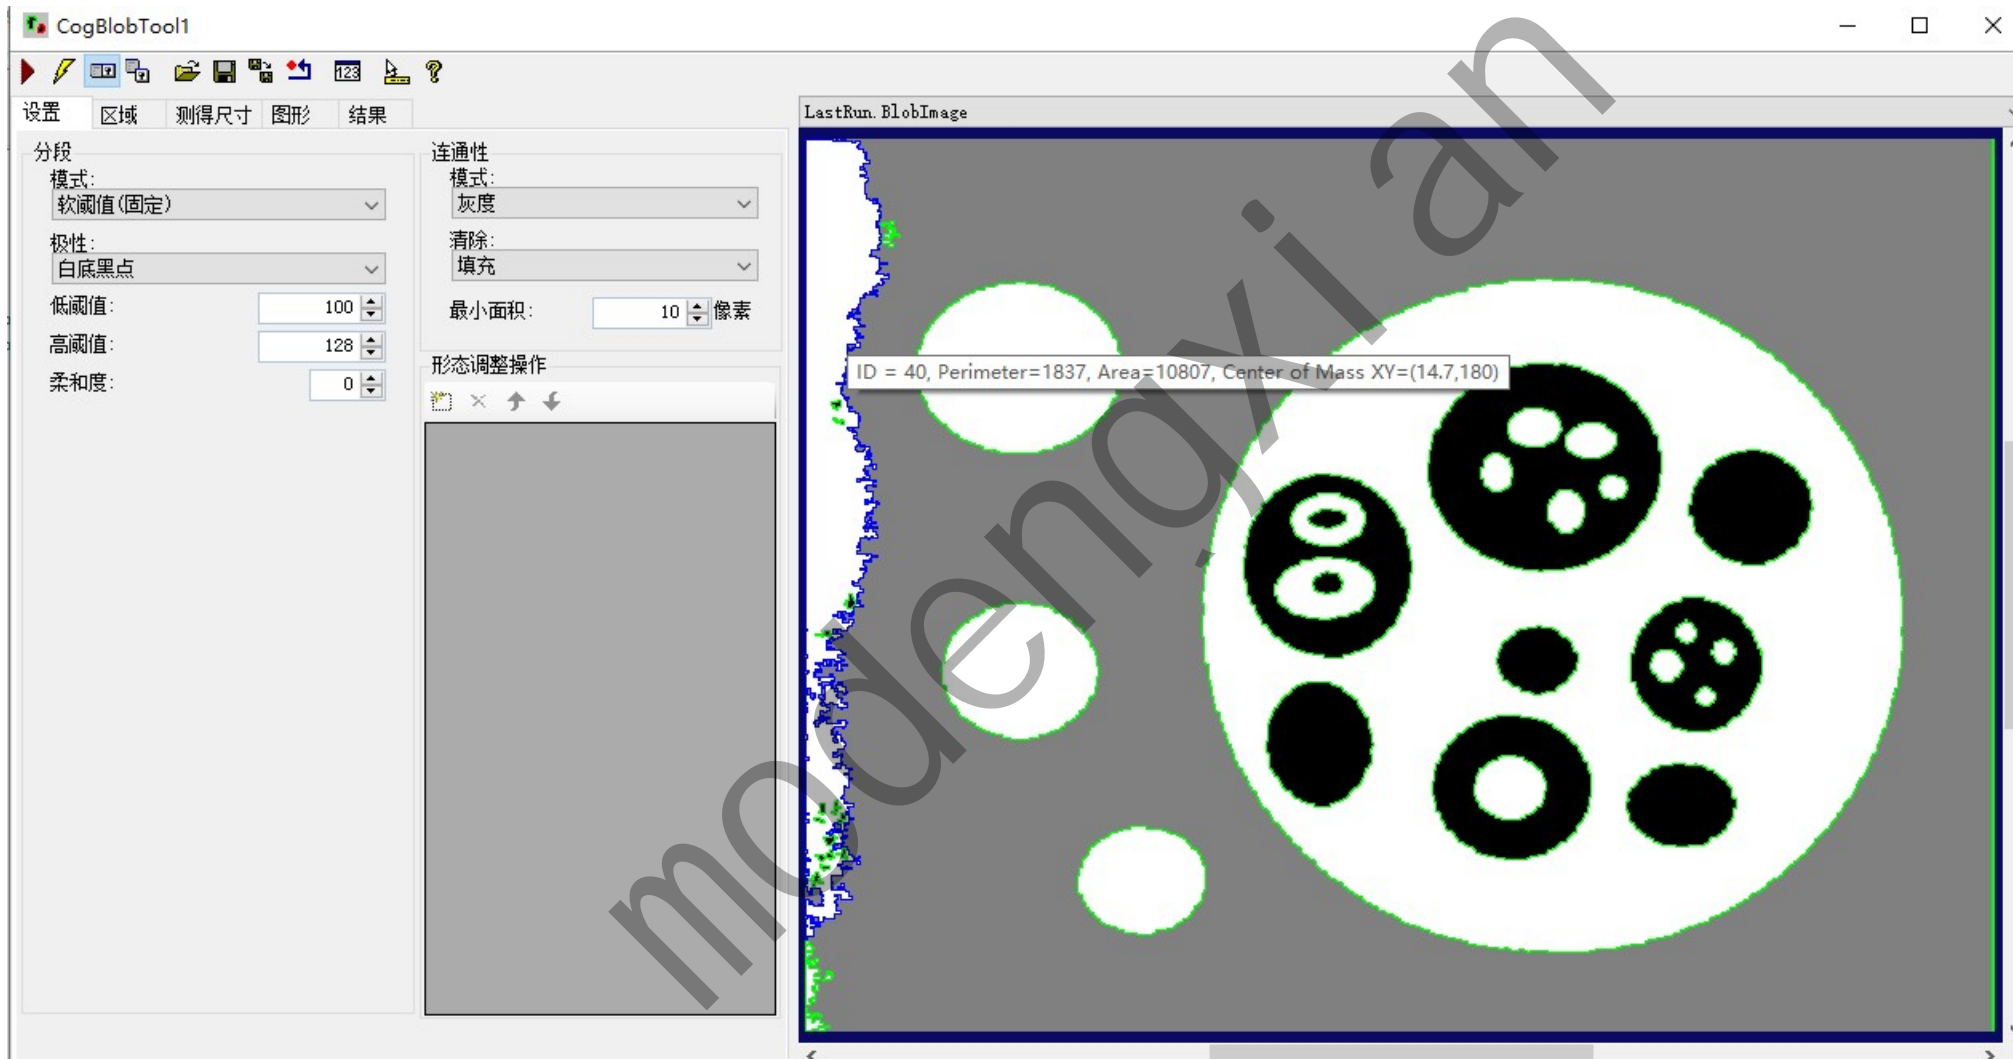 CogBlobTool1
设置 区域 测得尺寸 图形 结果
LastRun.BlobImage
分段
模式:
软阈值(固定)
极性:
白底黑点
低阈值: 100
高阈值: 128
柔和度: 0
连通性
模式:
灰度
清除:
填充
最小面积: 10 像素
形态调整操作
ID = 40, Perimeter=1837, Area=10807, Center of Mass XY=(14.7,180)
123
modengxian